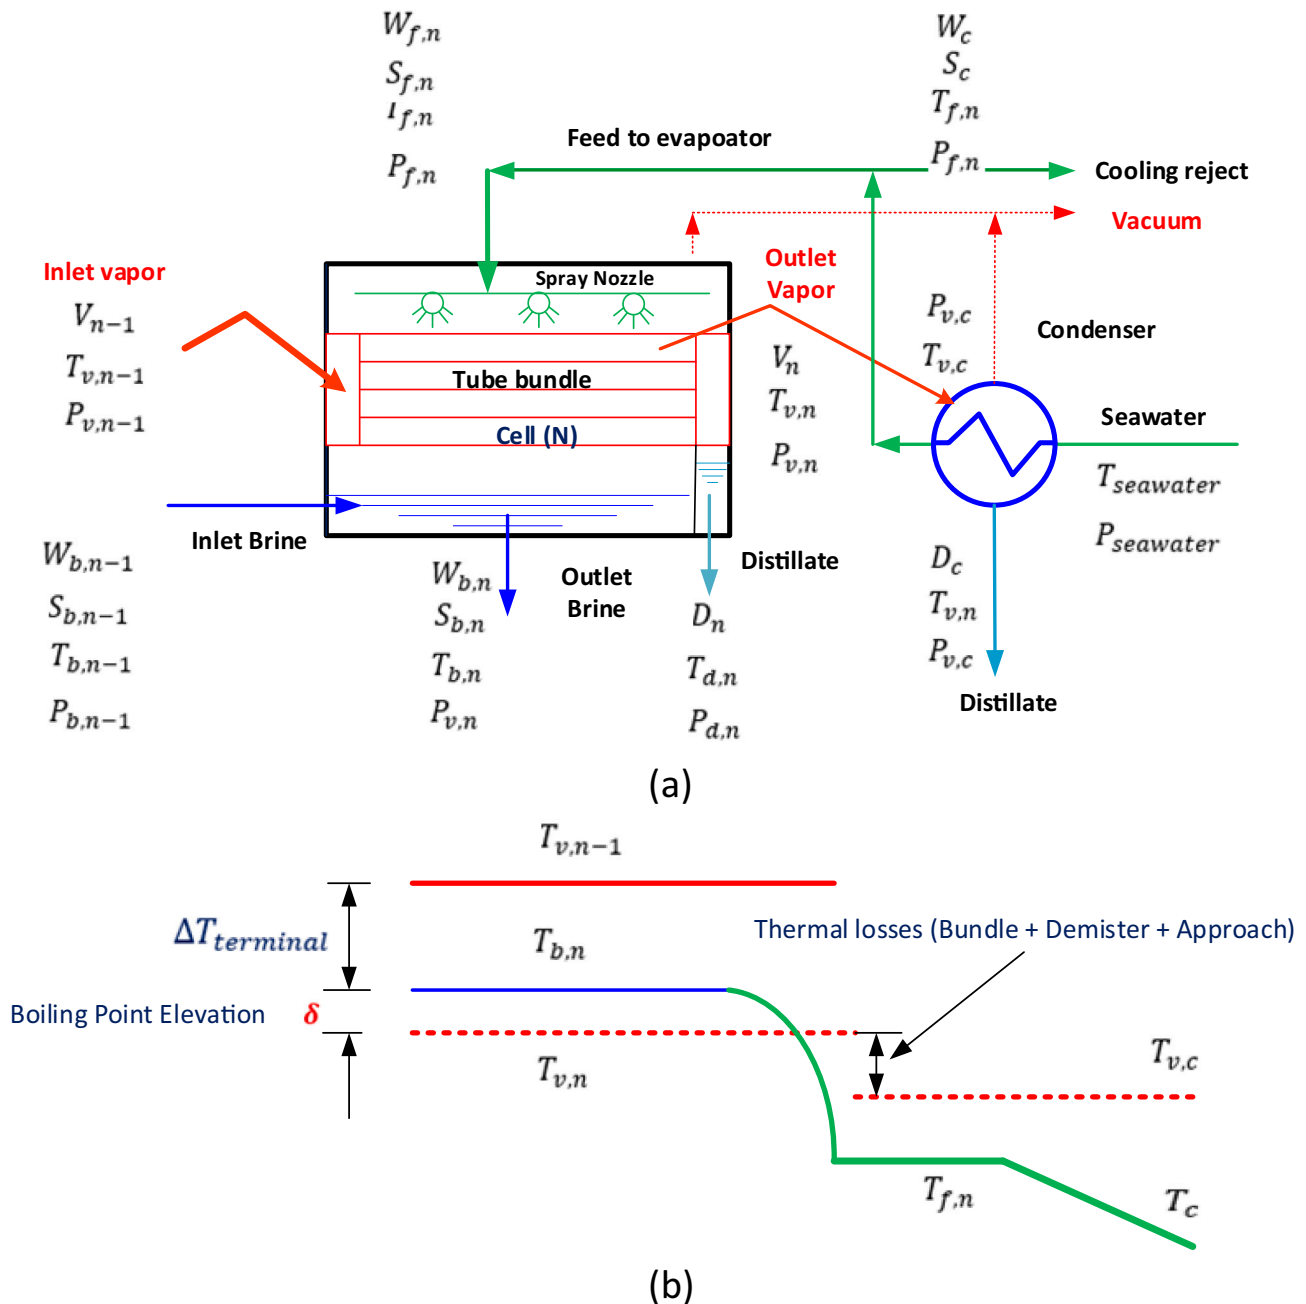 W_{f,n}
S_{f,n}
T_{f,n}
P_{f,n}
W_c
S_c
T_{f,n}
P_{f,n}
Feed to evapoator
Cooling reject
Vacuum
Inlet vapor
V_{n-1}
T_{v,n-1}
P_{v,n-1}
Spray Nozzle
Outlet
Vapor
Tube bundle
Cell (N)
V_n
T_{v,n}
P_{v,n}
P_{v,c}
T_{v,c}
Condenser
Seawater
T_{seawater}
P_{seawater}
Inlet Brine
W_{b,n-1}
S_{b,n-1}
T_{b,n-1}
P_{b,n-1}
W_{b,n}
S_{b,n}
T_{b,n}
P_{v,n}
Outlet
Brine
Distillate
D_n
T_{d,n}
P_{d,n}
D_c
T_{v,n}
P_{v,c}
Distillate
(a)
T_{v,n-1}
ΔT_{terminal}
T_{b,n}
Thermal losses (Bundle + Demister + Approach)
Boiling Point Elevation δ
T_{v,n}
T_{v,c}
T_{f,n}
T_c
(b)